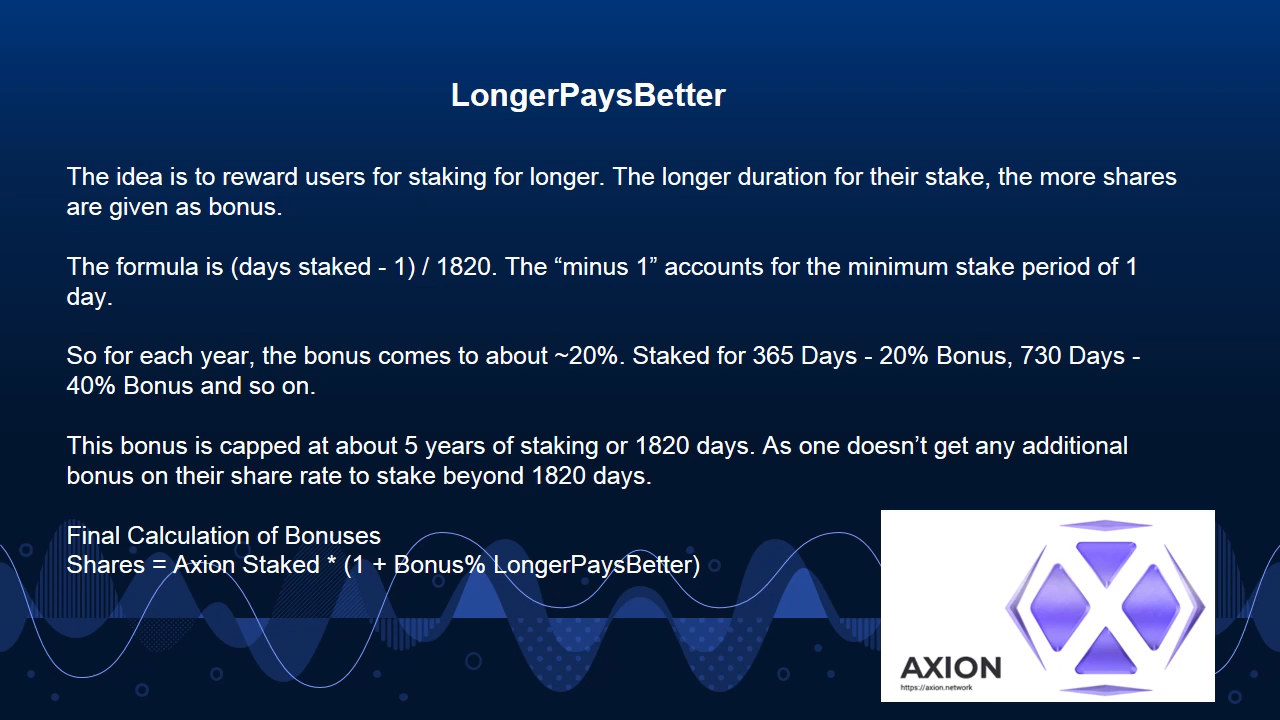 LongerPaysBetter
The idea is to reward users for staking for longer. The longer duration for their stake, the more shares
are given as bonus.
The formula is (days staked - 1) / 1820. The “minus 1” accounts for the minimum stake period of 1
day.
So for each year, the bonus comes to about ~20%. Staked for 365 Days - 20% Bonus, 730 Days -
40% Bonus and so on.
This bonus is capped at about 5 years of staking or 1820 days. As one doesn’t get any additional
bonus on their share rate to stake beyond 1820 days.
Final Calculation of Bonuses
Shares = Axion Staked * (1 + Bonus% LongerPaysBetter)
AXION
https://axion.network